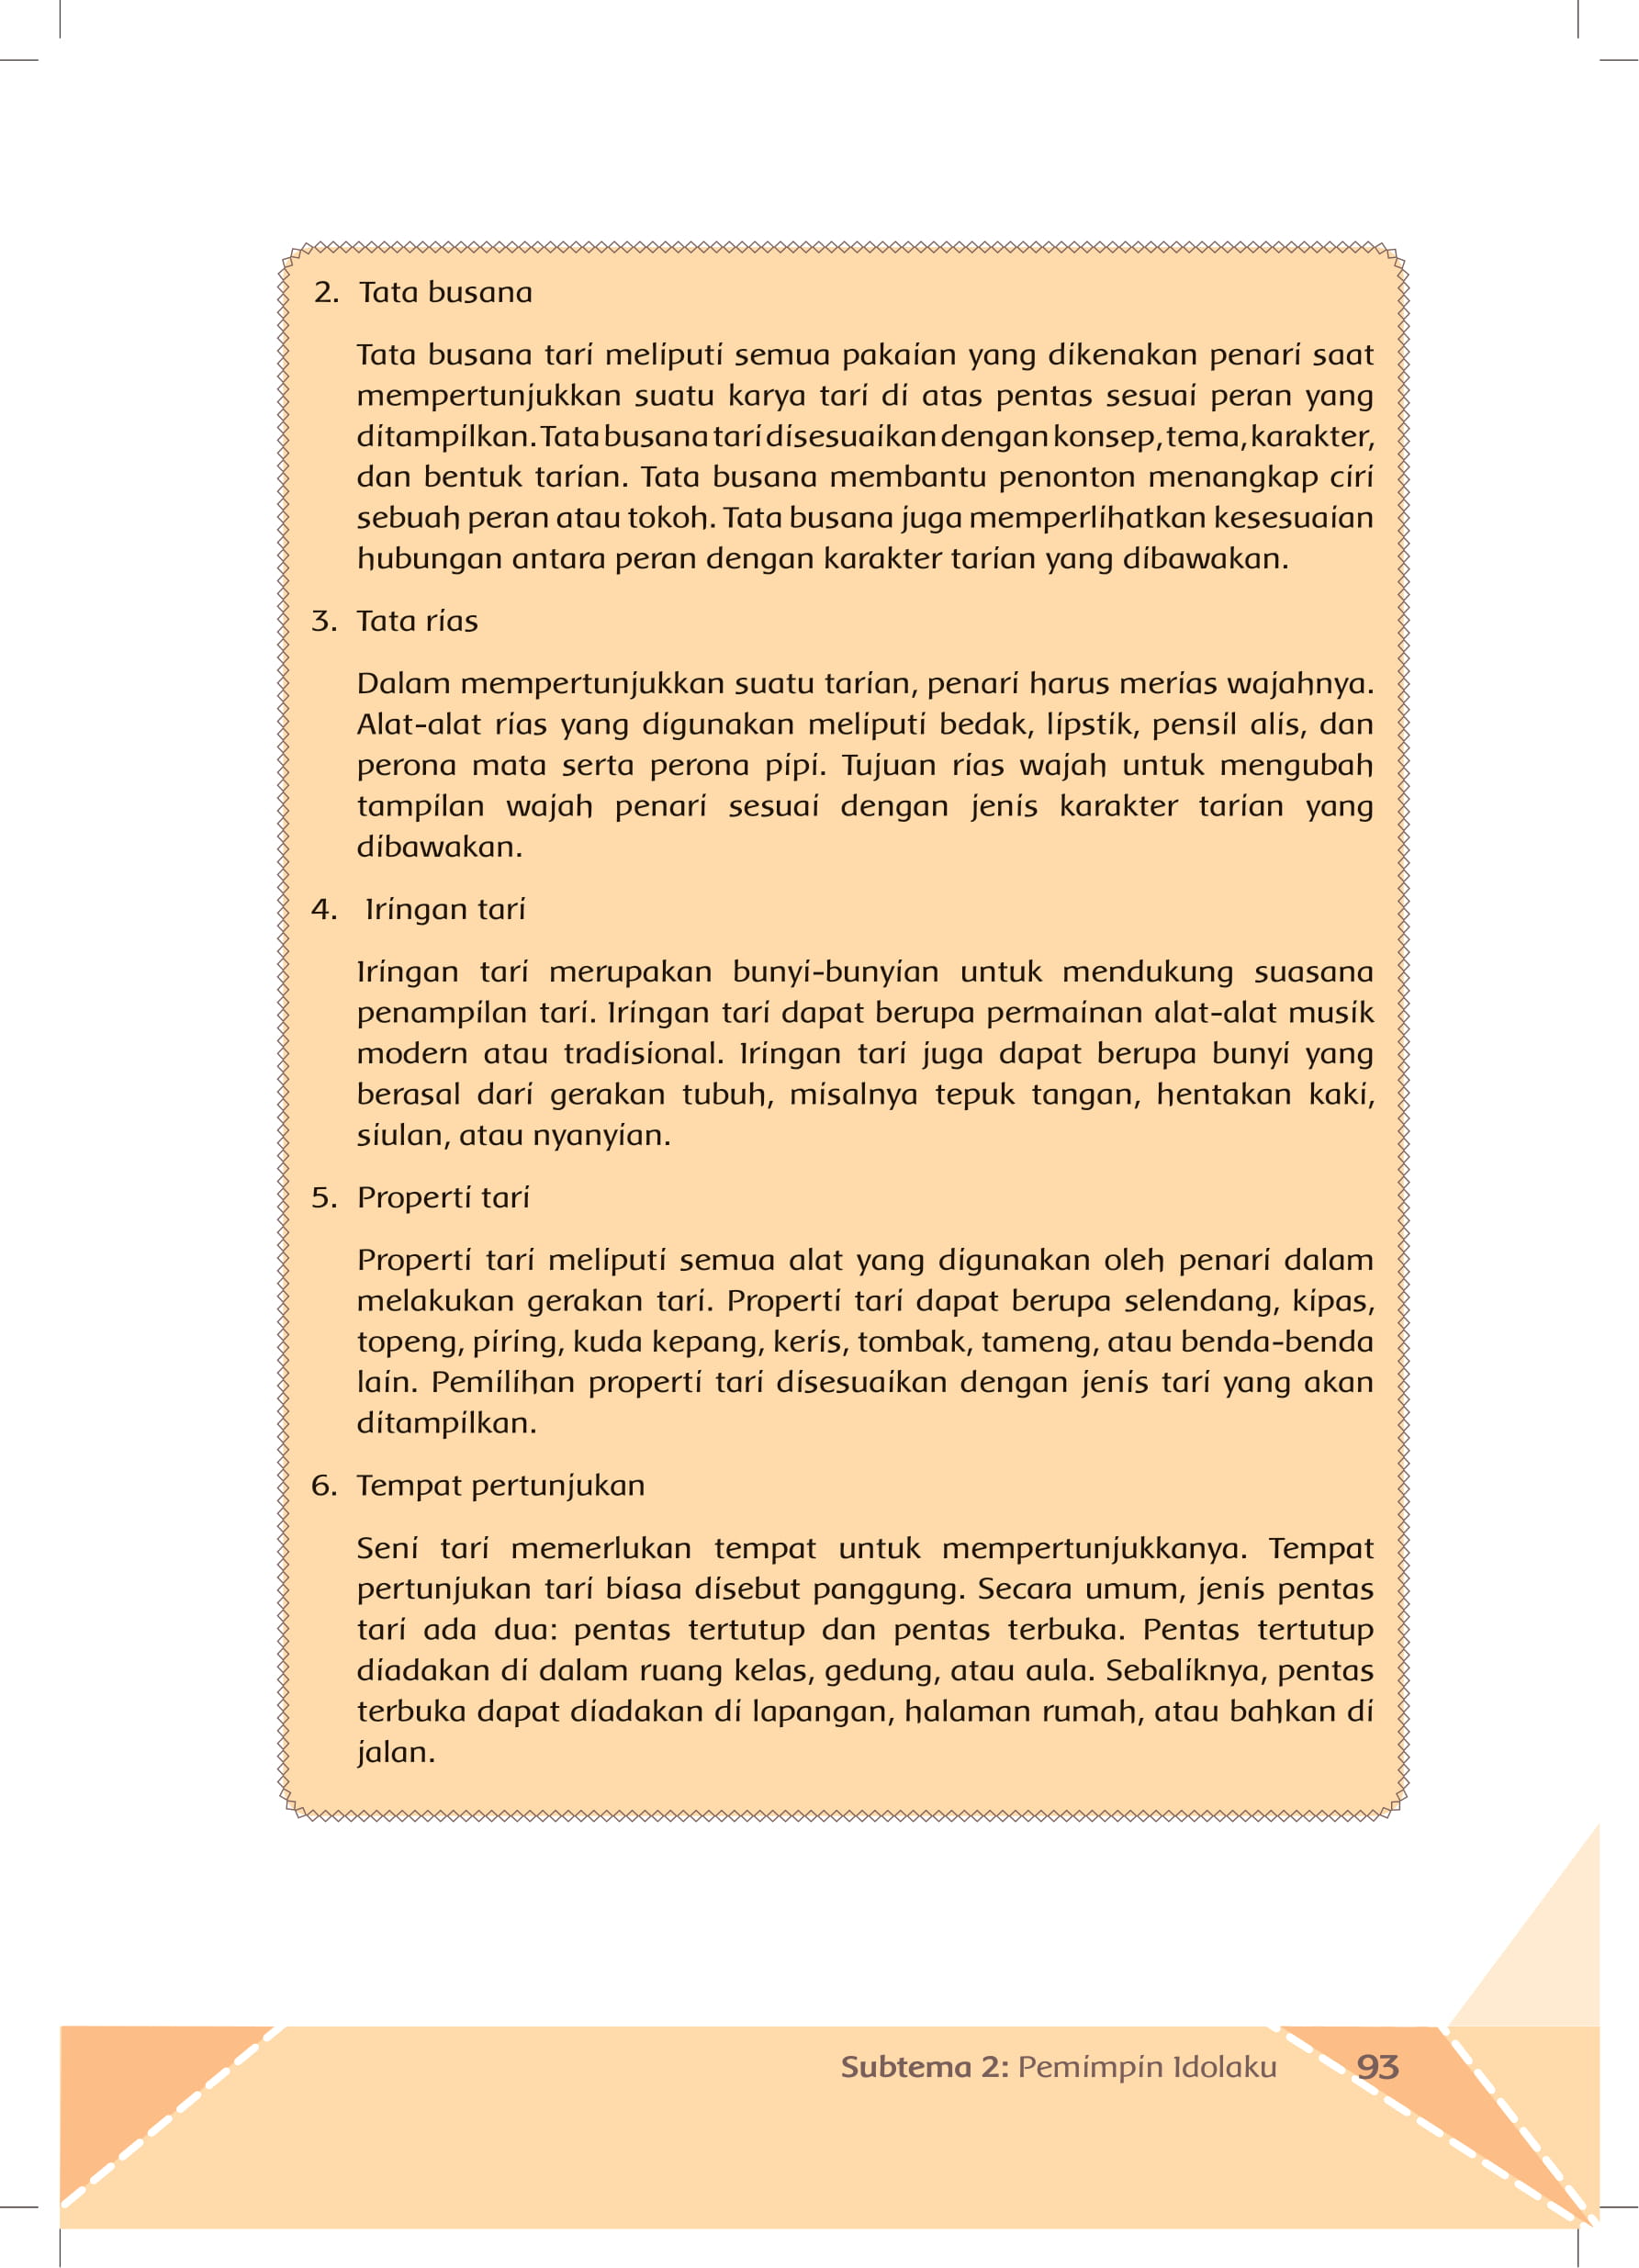 2. Tata busana
Tata busana tari meliputi semua pakaian yang dikenakan penari saat
mempertunjukkan suatu karya tari di atas pentas sesuai peran yang
ditampilkan. Tata busana tari disesuaikan dengan konsep, tema, karakter,
dan bentuk tarian. Tata busana membantu penonton menangkap ciri
sebuah peran atau tokoh. Tata busana juga memperlihatkan kesesuaian
hubungan antara peran dengan karakter tarian yang dibawakan.
3. Tata rias
Dalam mempertunjukkan suatu tarian, penari harus merias wajahnya.
Alat-alat rias yang digunakan meliputi bedak, lipstik, pensil alis, dan
perona mata serta perona pipi. Tujuan rias wajah untuk mengubah
tampilan wajah penari sesuai dengan jenis karakter tarian yang
dibawakan.
4. Iringan tari
Iringan tari merupakan bunyi-bunyian untuk mendukung suasana
penampilan tari. Iringan tari dapat berupa permainan alat-alat musik
modern atau tradisional. Iringan tari juga dapat berupa bunyi yang
berasal dari gerakan tubuh, misalnya tepuk tangan, hentakan kaki,
siulan, atau nyanyian.
5. Properti tari
Properti tari meliputi semua alat yang digunakan oleh penari dalam
melakukan gerakan tari. Properti tari dapat berupa selendang, kipas,
topeng, piring, kuda kepang, keris, tombak, tameng, atau benda-benda
lain. Pemilihan properti tari disesuaikan dengan jenis tari yang akan
ditampilkan.
6. Tempat pertunjukan
Seni tari memerlukan tempat untuk mempertunjukkanya. Tempat
pertunjukan tari biasa disebut panggung. Secara umum, jenis pentas
tari ada dua: pentas tertutup dan pentas terbuka. Pentas tertutup
diadakan di dalam ruang kelas, gedung, atau aula. Sebaliknya, pentas
terbuka dapat diadakan di lapangan, halaman rumah, atau bahkan di
jalan.
Subtema 2: Pemimpin Idolaku 93